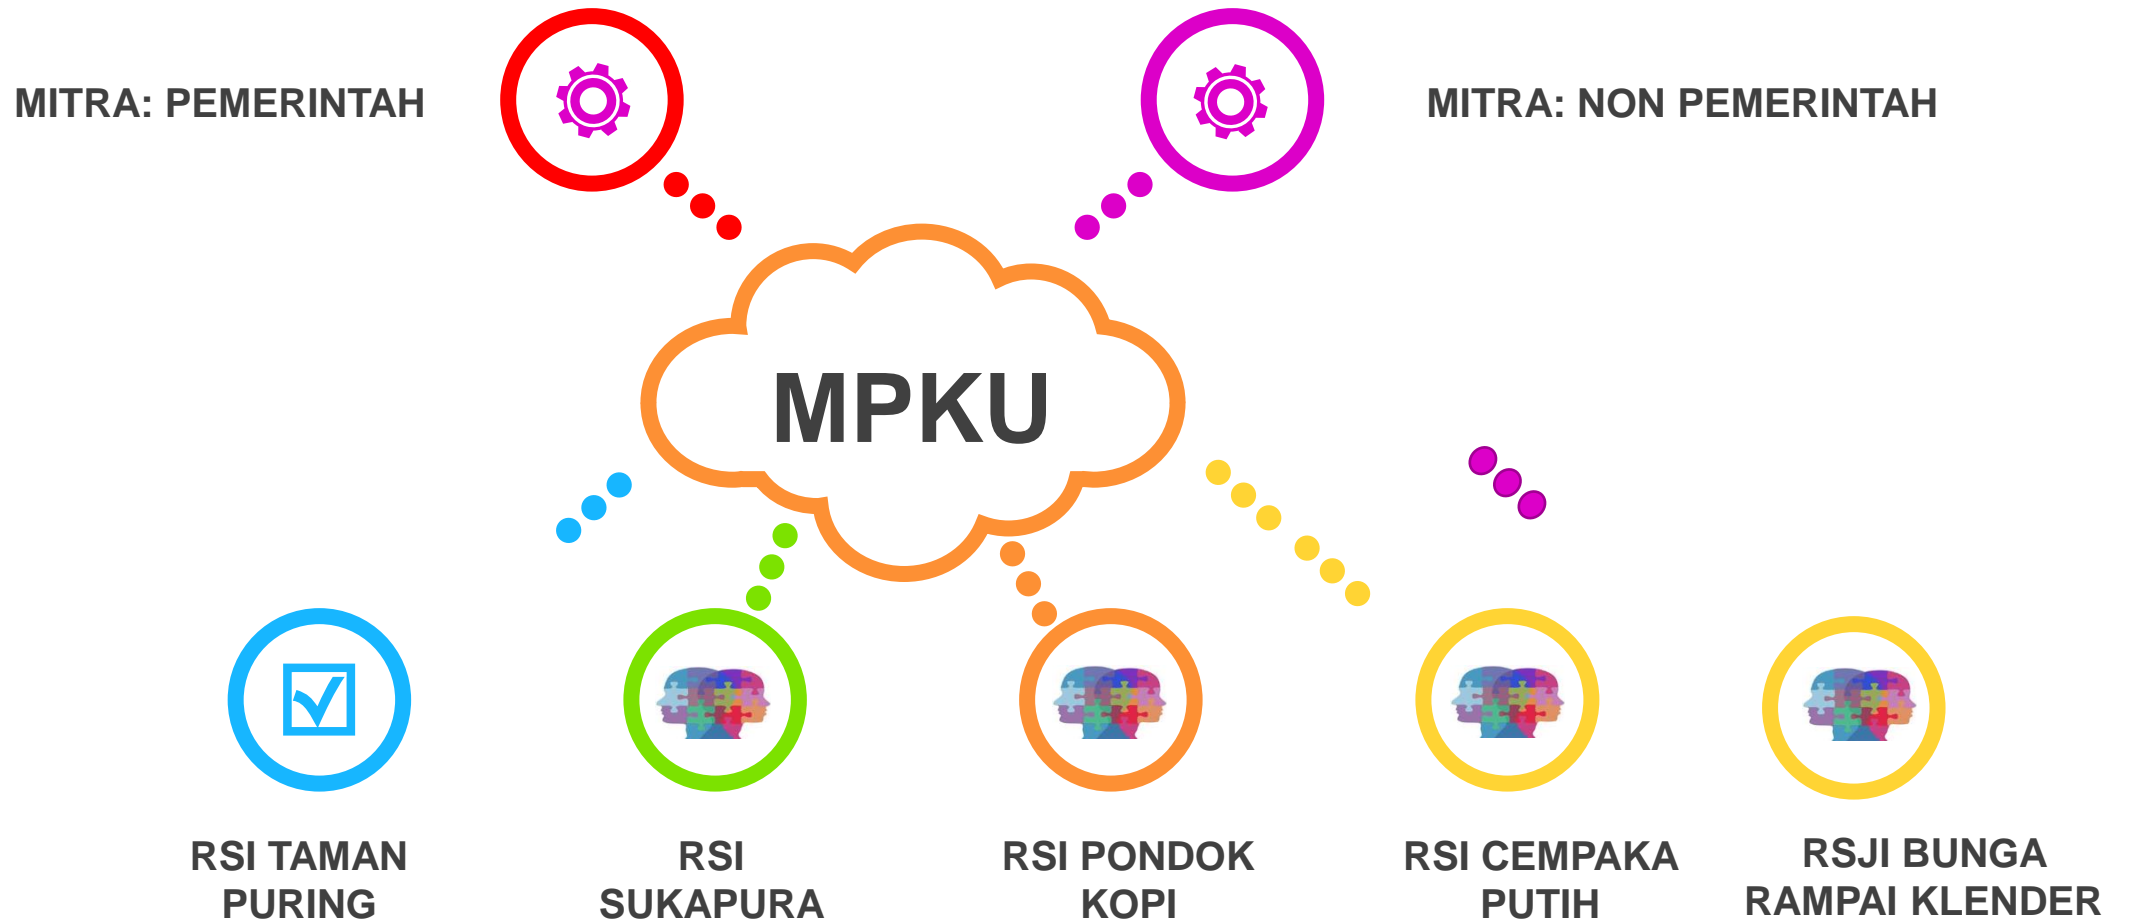 MITRA: PEMERINTAH
MITRA: NON PEMERINTAH
MPKU
RSI TAMAN
PURING
RSI
SUKAPURA
RSI PONDOK
KOPI
RSI CEMPAKA
PUTIH
RSJI BUNGA
RAMPAI KLENDER